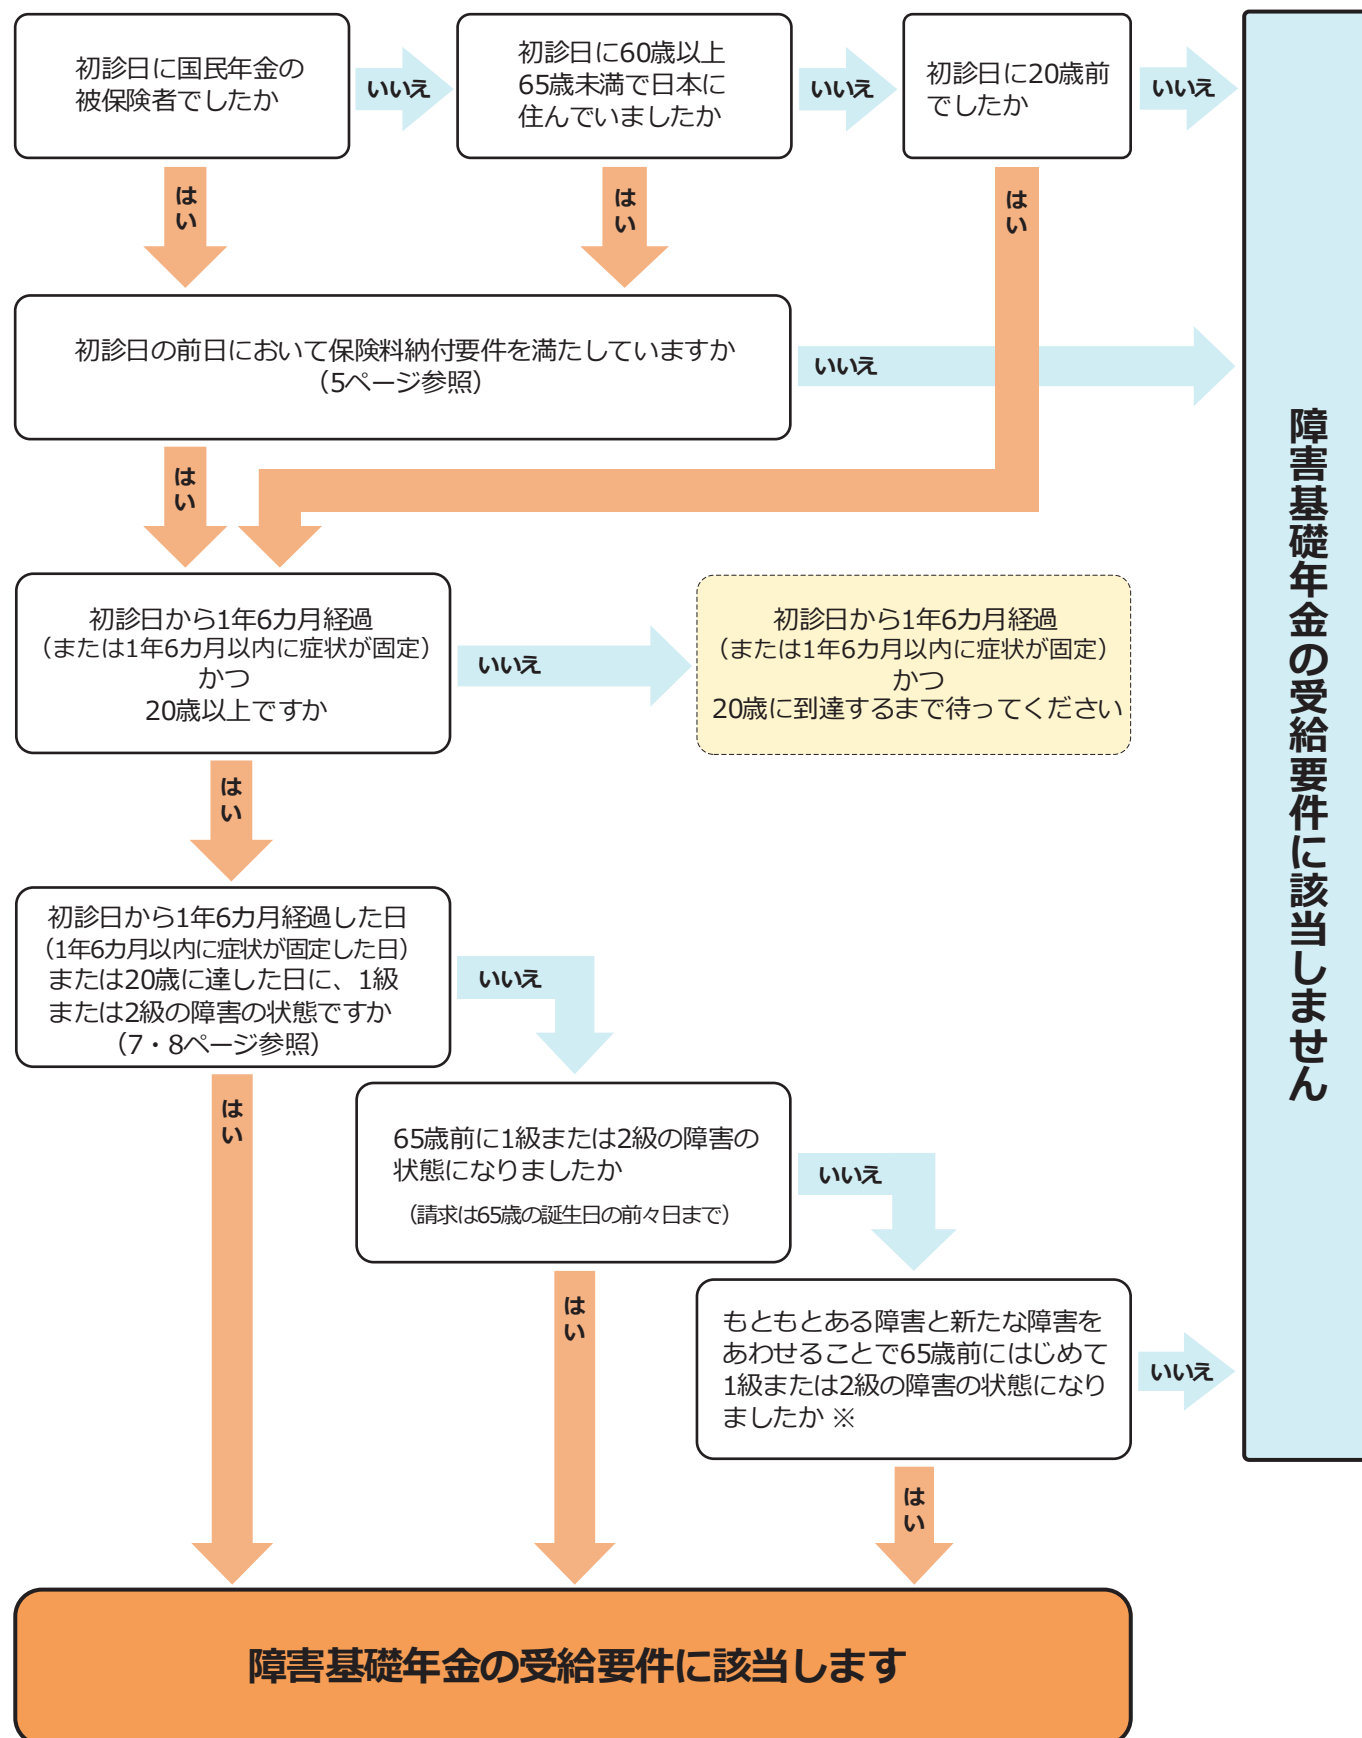 初診日に国民年金の
被保険者でしたか
いいえ
初診日に60歳以上
65歳未満で日本に
住んでいましたか
いいえ
初診日に20歳前
でしたか
いいえ
はい
はい
はい
初診日の前日において保険料納付要件を満たしていますか
（5ページ参照）
いいえ
はい
初診日から1年6カ月経過
（または1年6カ月以内に症状が固定）
かつ
20歳以上ですか
いいえ
初診日から1年6カ月経過
（または1年6カ月以内に症状が固定）
かつ
20歳に到達するまで待ってください
はい
初診日から1年6カ月経過した日
（1年6カ月以内に症状が固定した日）
または20歳に達した日に、1級
または2級の障害の状態ですか
（7・8ページ参照）
いいえ
はい
65歳前に1級または2級の障害の
状態になりましたか
（請求は65歳の誕生日の前々日まで）
いいえ
はい
もともとある障害と新たな障害を
あわせることで65歳前にはじめて
1級または2級の障害の状態になり
ましたか ※
いいえ
はい
障害基礎年金の受給要件に該当しません
障害基礎年金の受給要件に該当します